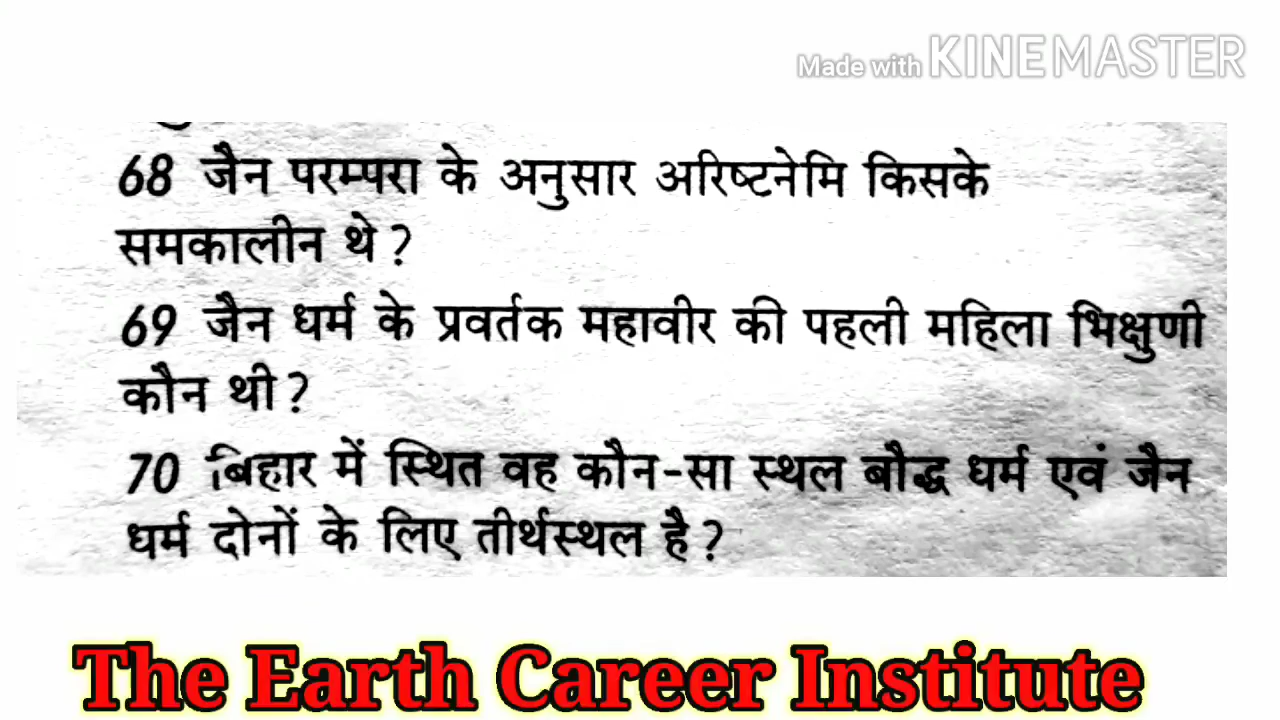 Made with KINEMASTER
68 जैन परम्परा के अनुसार अरिष्टनेमि किसके
समकालीन थे?
69 जैन धर्म के प्रवर्तक महावीर की पहली महिला भिक्षुणी
कौन थी?
70 बिहार में स्थित वह कौन-सा स्थल बौद्ध धर्म एवं जैन
धर्म दोनों के लिए तीर्थस्थल है?
The Earth Career Institute